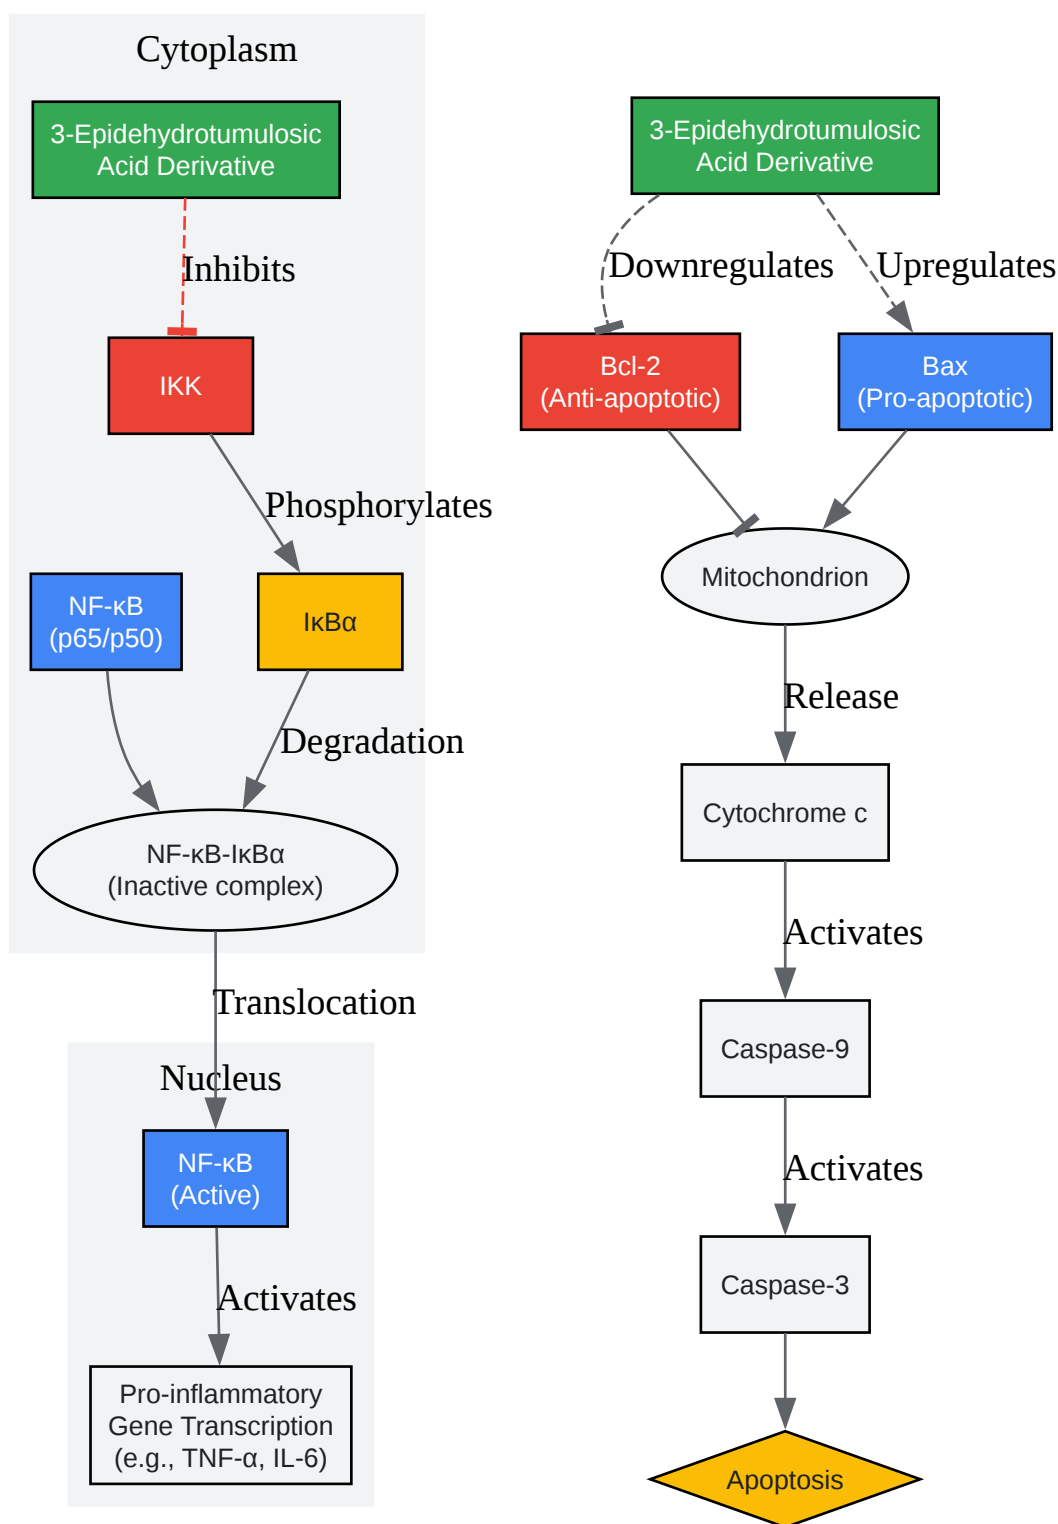 Cytoplasm
3-Epidehydrotumulosic
Acid Derivative
Inhibits
IKK
Phosphorylates
NF-κB
(p65/p50)
IκBα
Degradation
NF-κB-IκBα
(Inactive complex)
Translocation
Nucleus
NF-κB
(Active)
Activates
Pro-inflammatory
Gene Transcription
(e.g., TNF-α, IL-6)
3-Epidehydrotumulosic
Acid Derivative
Downregulates
Upregulates
Bcl-2
(Anti-apoptotic)
Bax
(Pro-apoptotic)
Mitochondrion
Release
Cytochrome c
Activates
Caspase-9
Activates
Caspase-3
Apoptosis